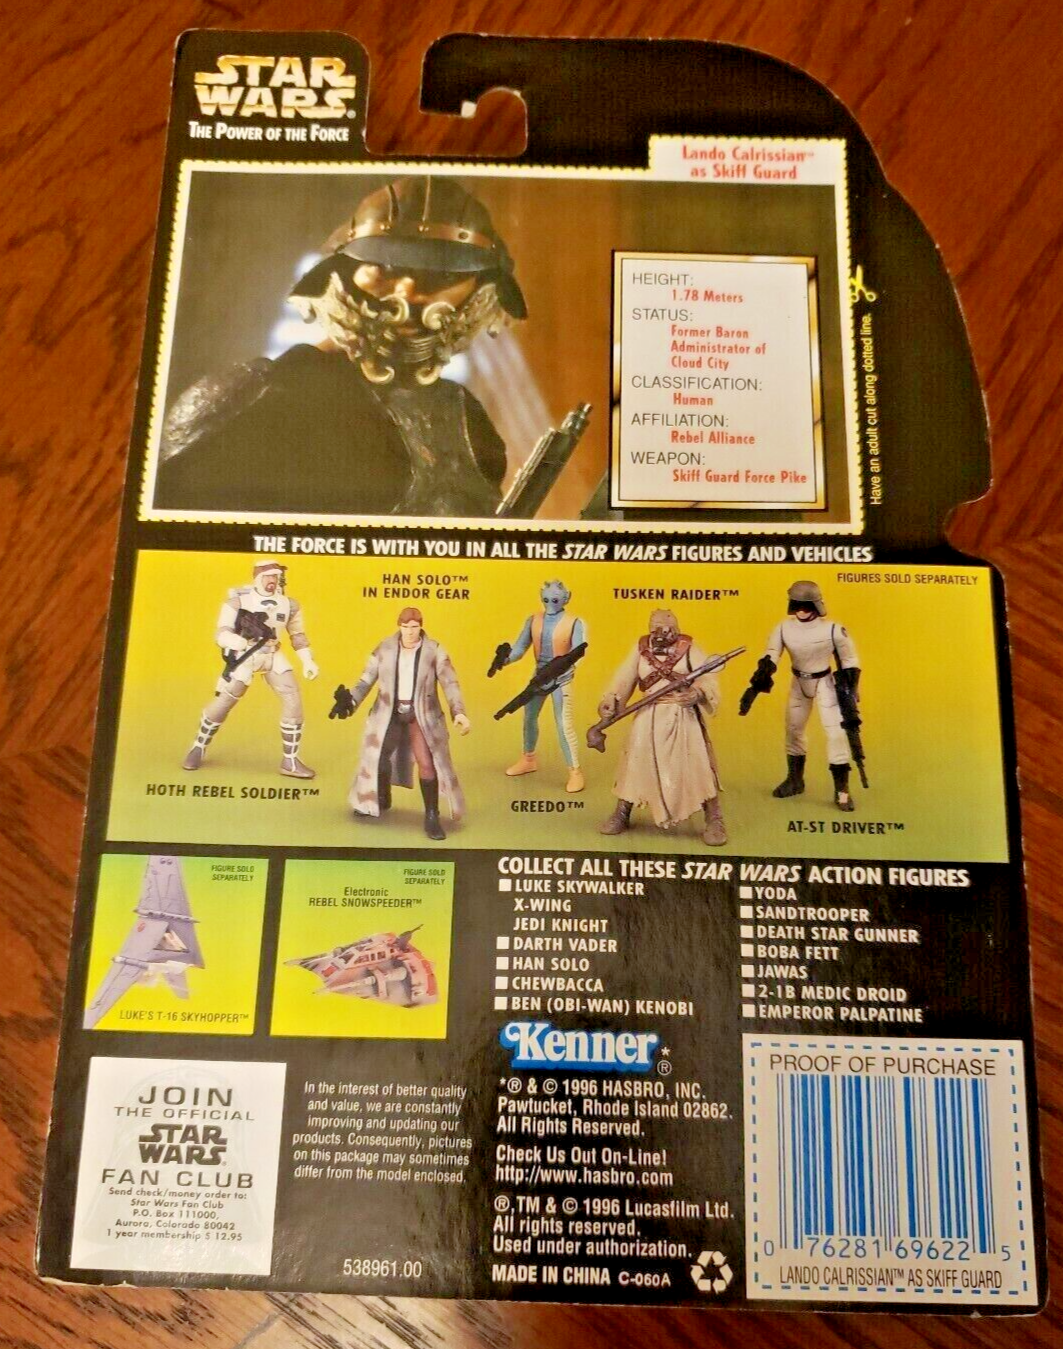 STAR
WARS®
THE POWER OF THE FORCE
Lando Calrissian™
as Skiff Guard
HEIGHT:
1.78 Meters
STATUS:
Former Baron
Administrator of
Cloud City
CLASSIFICATION:
Human
AFFILIATION:
Rebel Alliance
WEAPON:
Skiff Guard Force Pike
Have an adult cut along dotted line.
THE FORCE IS WITH YOU IN ALL THE STAR WARS FIGURES AND VEHICLES
FIGURES SOLD SEPARATELY
HAN SOLO™
IN ENDOR GEAR
TUSKEN RAIDER™
HOTH REBEL SOLDIER™
GREEDO™
AT-ST DRIVER™
FIGURE SOLD
SEPARATELY
LUKE'S T-16 SKYHOPPER™
FIGURE SOLD
SEPARATELY
Electronic
REBEL SNOWSPEEDER™
COLLECT ALL THESE STAR WARS ACTION FIGURES
LUKE SKYWALKER
X-WING
JEDI KNIGHT
DARTH VADER
HAN SOLO
CHEWBACCA
BEN (OBI-WAN) KENOBI
YODA
SANDTROOPER
DEATH STAR GUNNER
BOBA FETT
JAWAS
2-1B MEDIC DROID
EMPEROR PALPATINE
JOIN
THE OFFICIAL
STAR
WARS®
FAN CLUB
Send check/money order to:
Star Wars Fan Club
P.O. Box 111000,
Aurora, Colorado 80042
1 year membership $ 12.95
In the interest of better quality
and value, we are constantly
improving and updating our
products. Consequently, pictures
on this package may sometimes
differ from the model enclosed.
538961.00
Kenner*®
*® & © 1996 HASBRO, INC.
Pawtucket, Rhode Island 02862.
All Rights Reserved.
Check Us Out On-Line!
http://www.hasbro.com
®,TM & © 1996 Lucasfilm Ltd.
All rights reserved.
Used under authorization.
MADE IN CHINA C-060A
PROOF OF PURCHASE
0 76281 69622 5
LANDO CALRISSIAN™ AS SKIFF GUARD